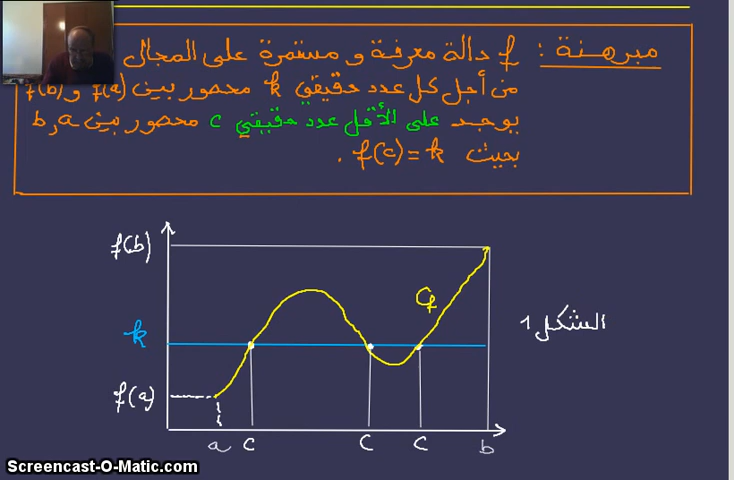 مبرهنة : f دالة معرفة و مستمرة على المجال
من أجل كل عدد حقيقي k محصور بين f(a) و f(b)
يوجد على الأقل عدد حقيقي c محصور بين a و b
بحيث f(c)=k .
f(b)
Cf
k
الشكل 1
f(a)
a c c c b
Screencast-O-Matic.com